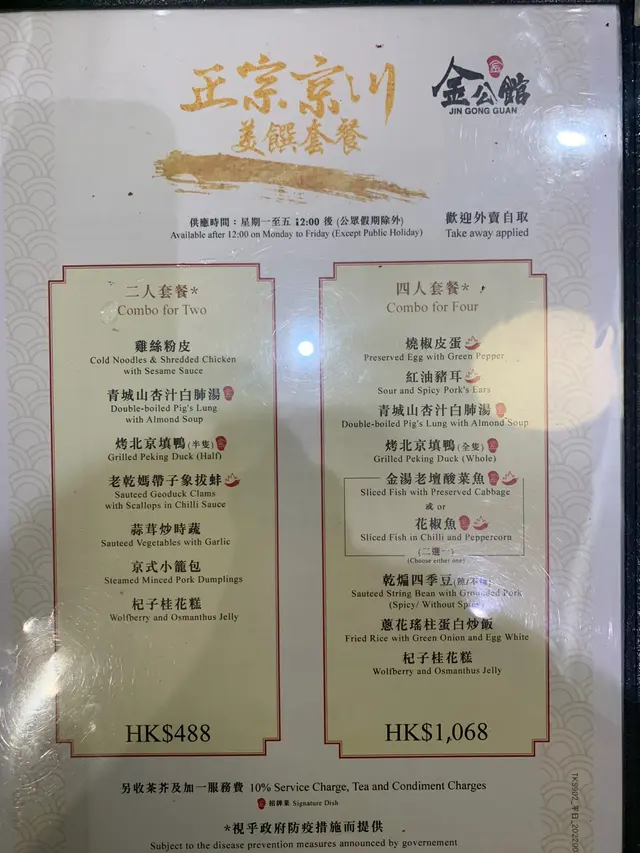 正宗京川
美饌套餐
金公館
JIN GONG GUAN
供應時間：星期一至五 12:00 後 (公眾假期除外)
Available after 12:00 on Monday to Friday (Except Public Holiday)
歡迎外賣自取
Take away applied
二人套餐*
Combo for Two
雞絲粉皮
Cold Noodles & Shredded Chicken
with Sesame Sauce
青城山杏汁白肺湯
Double-boiled Pig's Lung
with Almond Soup
烤北京填鴨 (半隻)
Grilled Peking Duck (Half)
老乾媽帶子象拔蚌
Sauteed Geoduck Clams
with Scallops in Chilli Sauce
蒜茸炒時蔬
Sauteed Vegetables with Garlic
京式小籠包
Steamed Minced Pork Dumplings
杞子桂花糕
Wolfberry and Osmanthus Jelly
HK$488
四人套餐*
Combo for Four
燒椒皮蛋
Preserved Egg with Green Pepper
紅油豬耳
Sour and Spicy Pork's Ears
青城山杏汁白肺湯
Double-boiled Pig's Lung with Almond Soup
烤北京填鴨 (全隻)
Grilled Peking Duck (Whole)
金湯老壇酸菜魚
Sliced Fish with Preserved Cabbage
或 or
花椒魚
Sliced Fish in Chilli and Peppercorn
(二選一)
(Choose either one)
乾煸四季豆
Sauteed String Bean with Grounded Pork
(Spicy/ Without Spicy)
蔥花瑤柱蛋白炒飯
Fried Rice with Green Onion and Egg White
杞子桂花糕
Wolfberry and Osmanthus Jelly
HK$1,068
另收茶芥及加一服務費 10% Service Charge, Tea and Condiment Charges
招牌菜 Signature Dish
*視乎政府防疫措施而提供
Subject to the disease prevention measures announced by governement